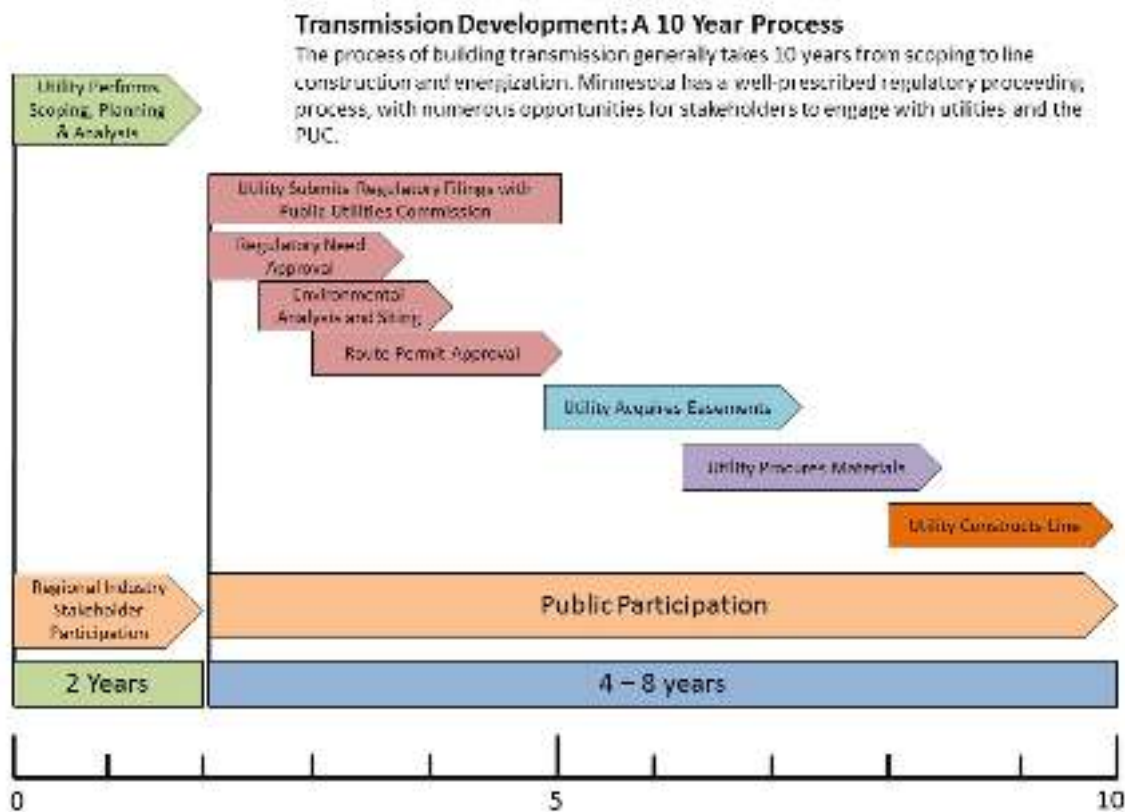 Transmission Development: A 10 Year Process
The process of building transmission generally takes 10 years from scoping to line
construction and energization. Minnesota has a well-prescribed regulatory proceeding
process, with numerous opportunities for stakeholders to engage with utilities and the
PUC.
Utility Performs
Scoping, Planning
& Analysis
Utility Submits Regulatory Filings with
Public Utilities Commission
Regulatory Need
Approval
Environmental
Analysis and Siting
Route Permit Approval
Utility Acquires Easements
Utility Procures Materials
Utility Constructs Line
Regional Industry
Stakeholder
Participation
Public Participation
2 Years
4 – 8 years
0
5
10